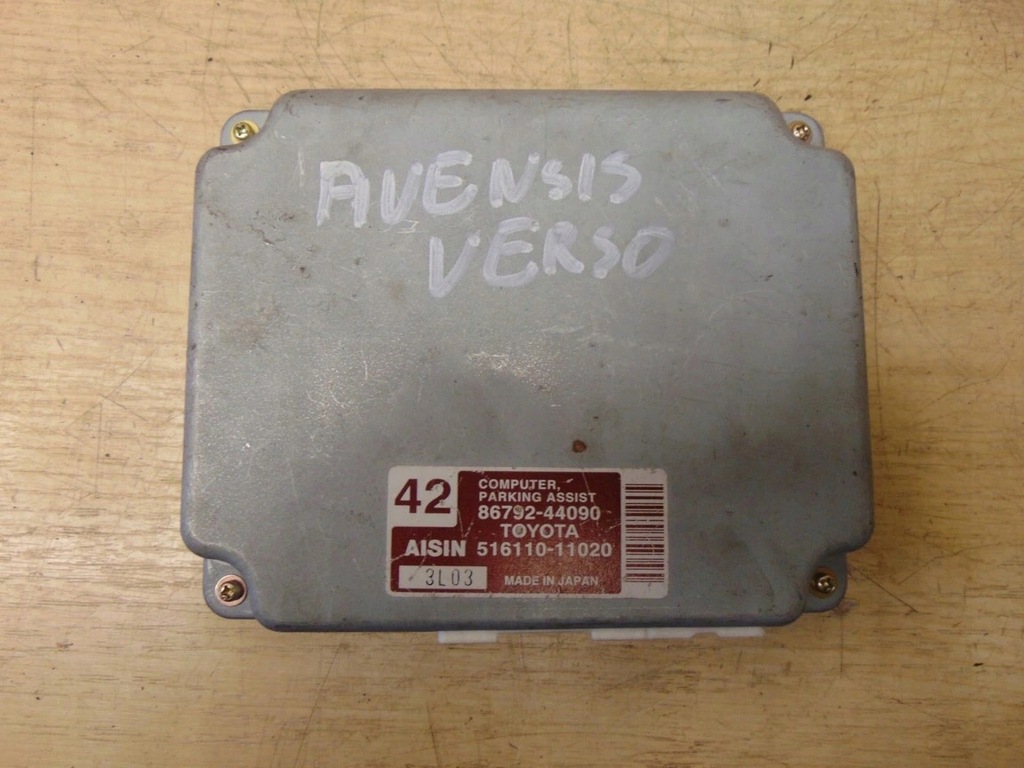 AVENSIS
VERSO
42
COMPUTER,
PARKING ASSIST
86792-44090
TOYOTA
AISIN 516110-11020
3L03 MADE IN JAPAN